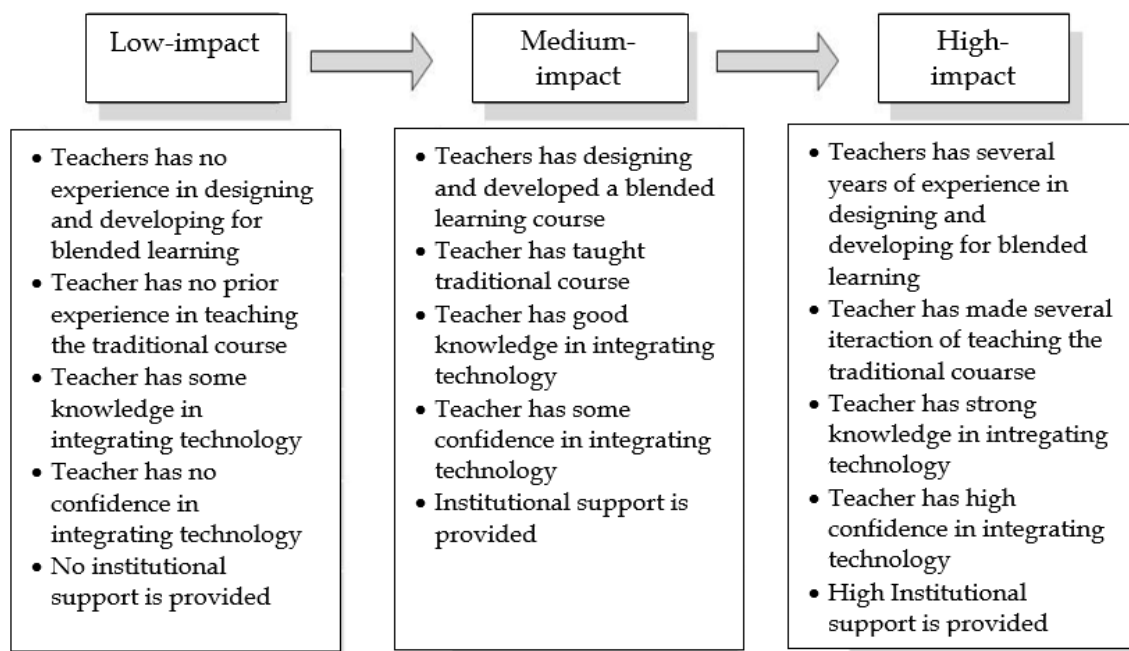 Low-impact
Medium-
impact
High-
impact
• Teachers has no
experience in designing
and developing for
blended learning
• Teacher has no prior
experience in teaching
the traditional course
• Teacher has some
knowledge in
integrating technology
• Teacher has no
confidence in
integrating technology
• No institutional
support is provided
• Teachers has designing
and developed a blended
learning course
• Teacher has taught
traditional course
• Teacher has good
knowledge in integrating
technology
• Teacher has some
confidence in integrating
technology
• Institutional support is
provided
• Teachers has several
years of experience in
designing and
developing for blended
learning
• Teacher has made several
iteraction of teaching the
traditional couarse
• Teacher has strong
knowledge in intregating
technology
• Teacher has high
confidence in integrating
technology
• High Institutional
support is provided